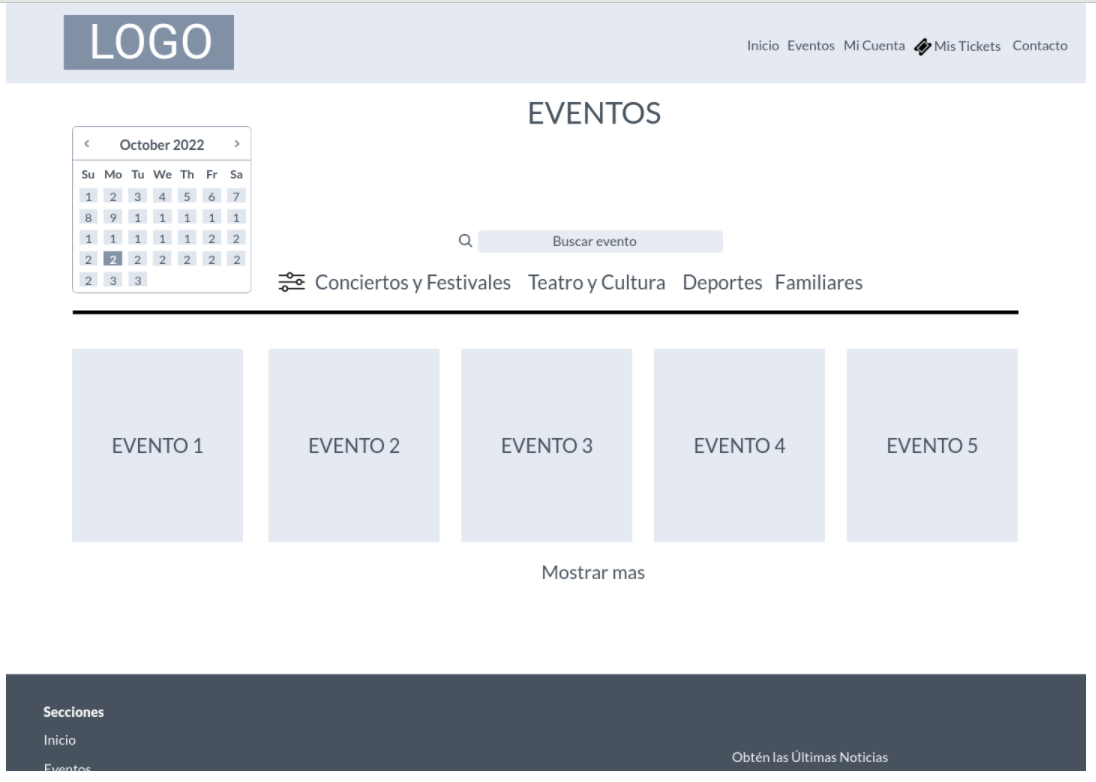 LOGO
Inicio Eventos Mi Cuenta Mis Tickets Contacto
EVENTOS
‹ October 2022 ›
Su Mo Tu We Th Fr Sa
1 2 3 4 5 6 7
8 9 1 1 1 1 1
1 1 1 1 1 2 2
2 2 2 2 2 2 2
2 3 3
Buscar evento
Conciertos y Festivales Teatro y Cultura Deportes Familiares
EVENTO 1 EVENTO 2 EVENTO 3 EVENTO 4 EVENTO 5
Mostrar mas
Secciones
Inicio
Obtén las Últimas Noticias
Eventos